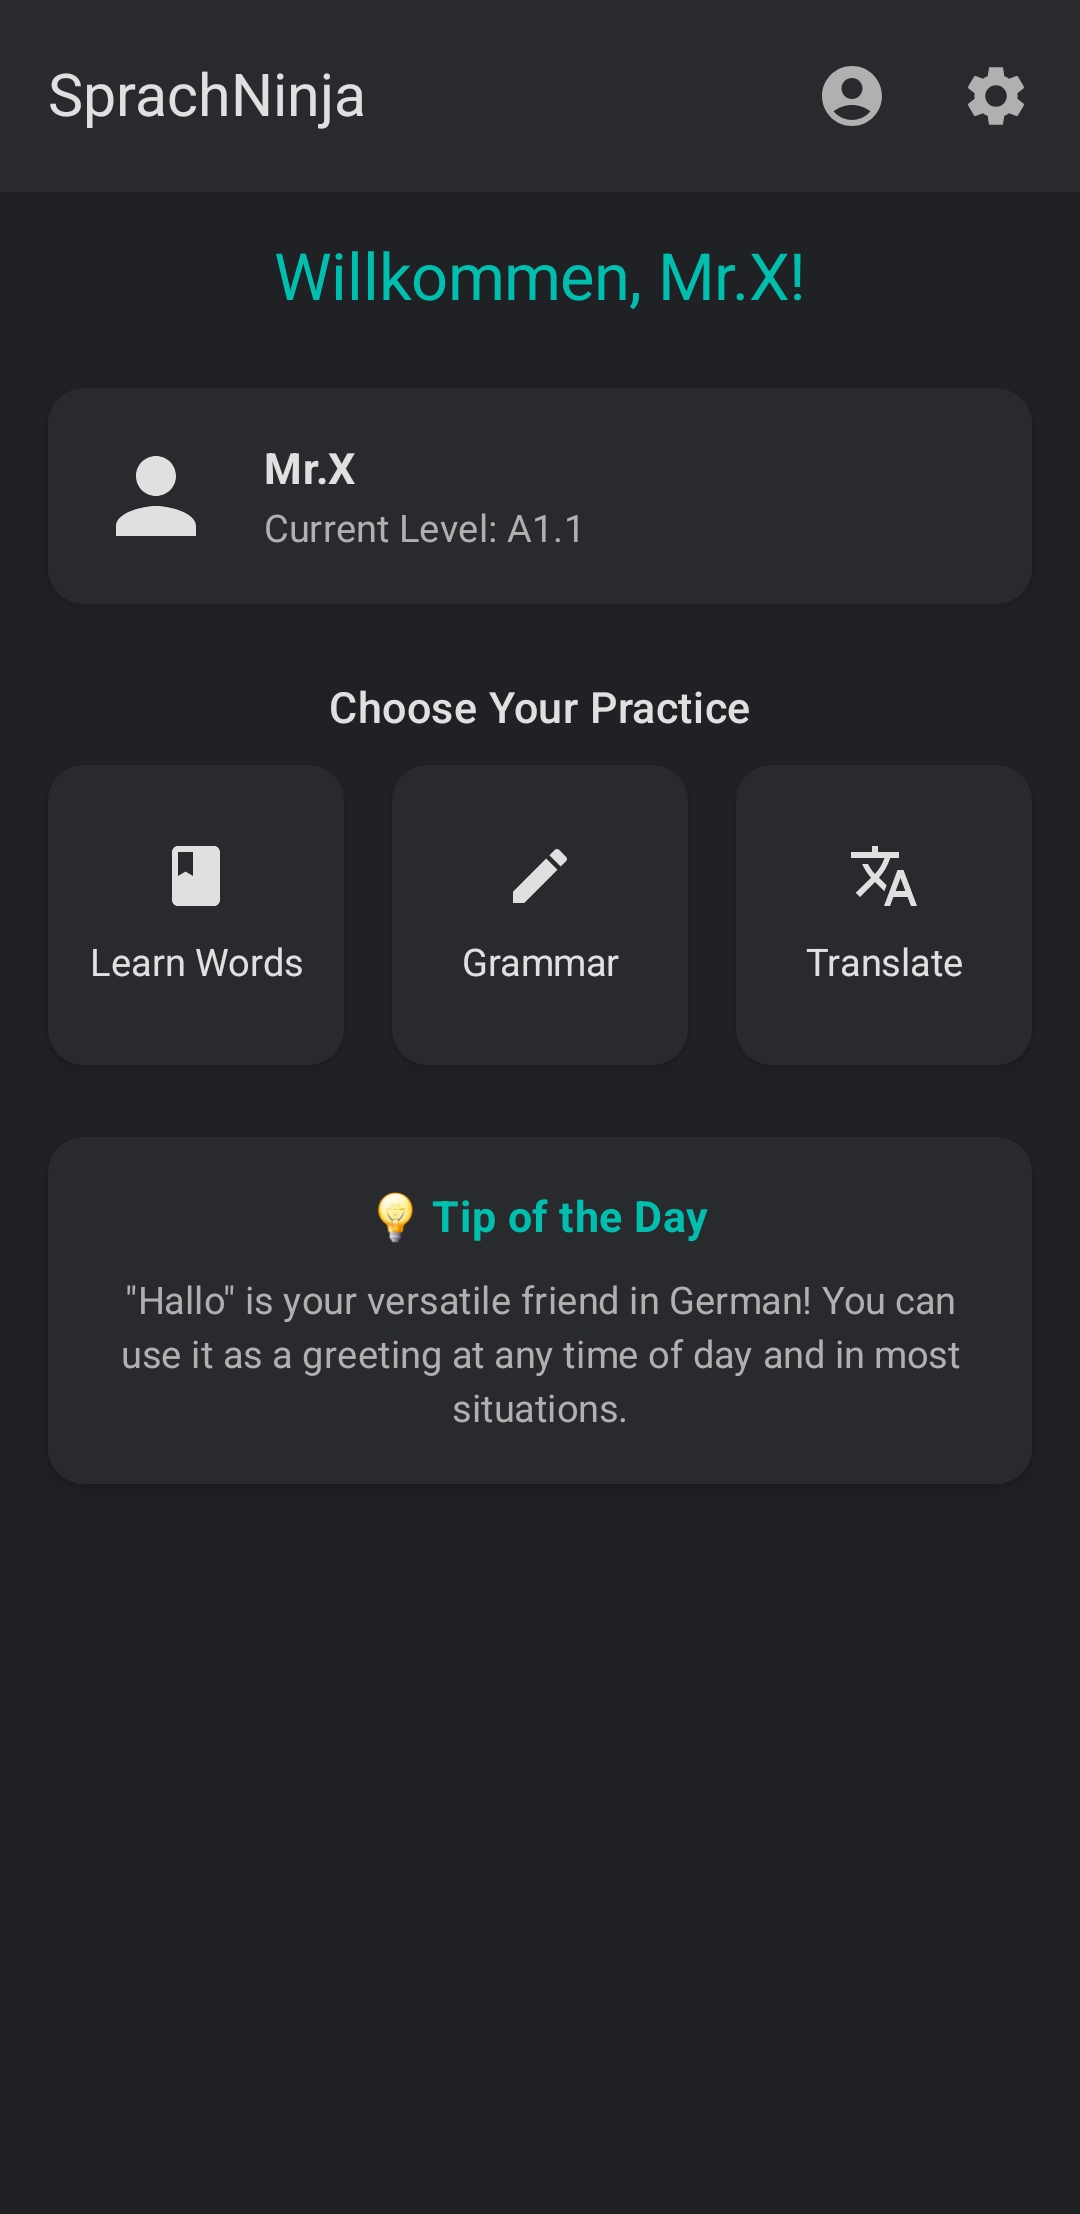 SprachNinja
Willkommen, Mr.X!
Mr.X
Current Level: A1.1
Choose Your Practice
Learn Words
Grammar
Translate
💡 Tip of the Day
"Hallo" is your versatile friend in German! You can
use it as a greeting at any time of day and in most
situations.